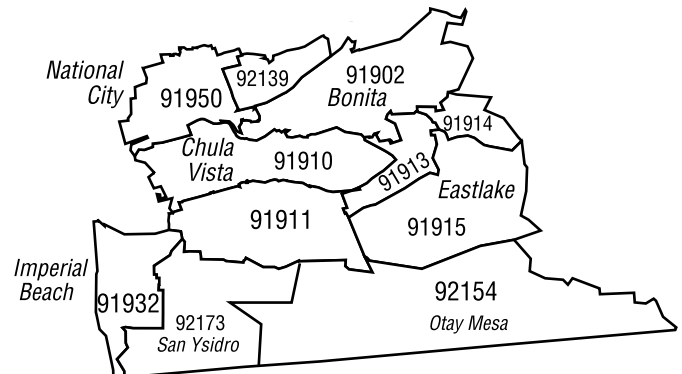 National
City
92139
91902
Bonita
91950
91914
Chula
Vista
91910
91913
Eastlake
91911
91915
Imperial
Beach
91932
92154
Otay Mesa
92173
San Ysidro